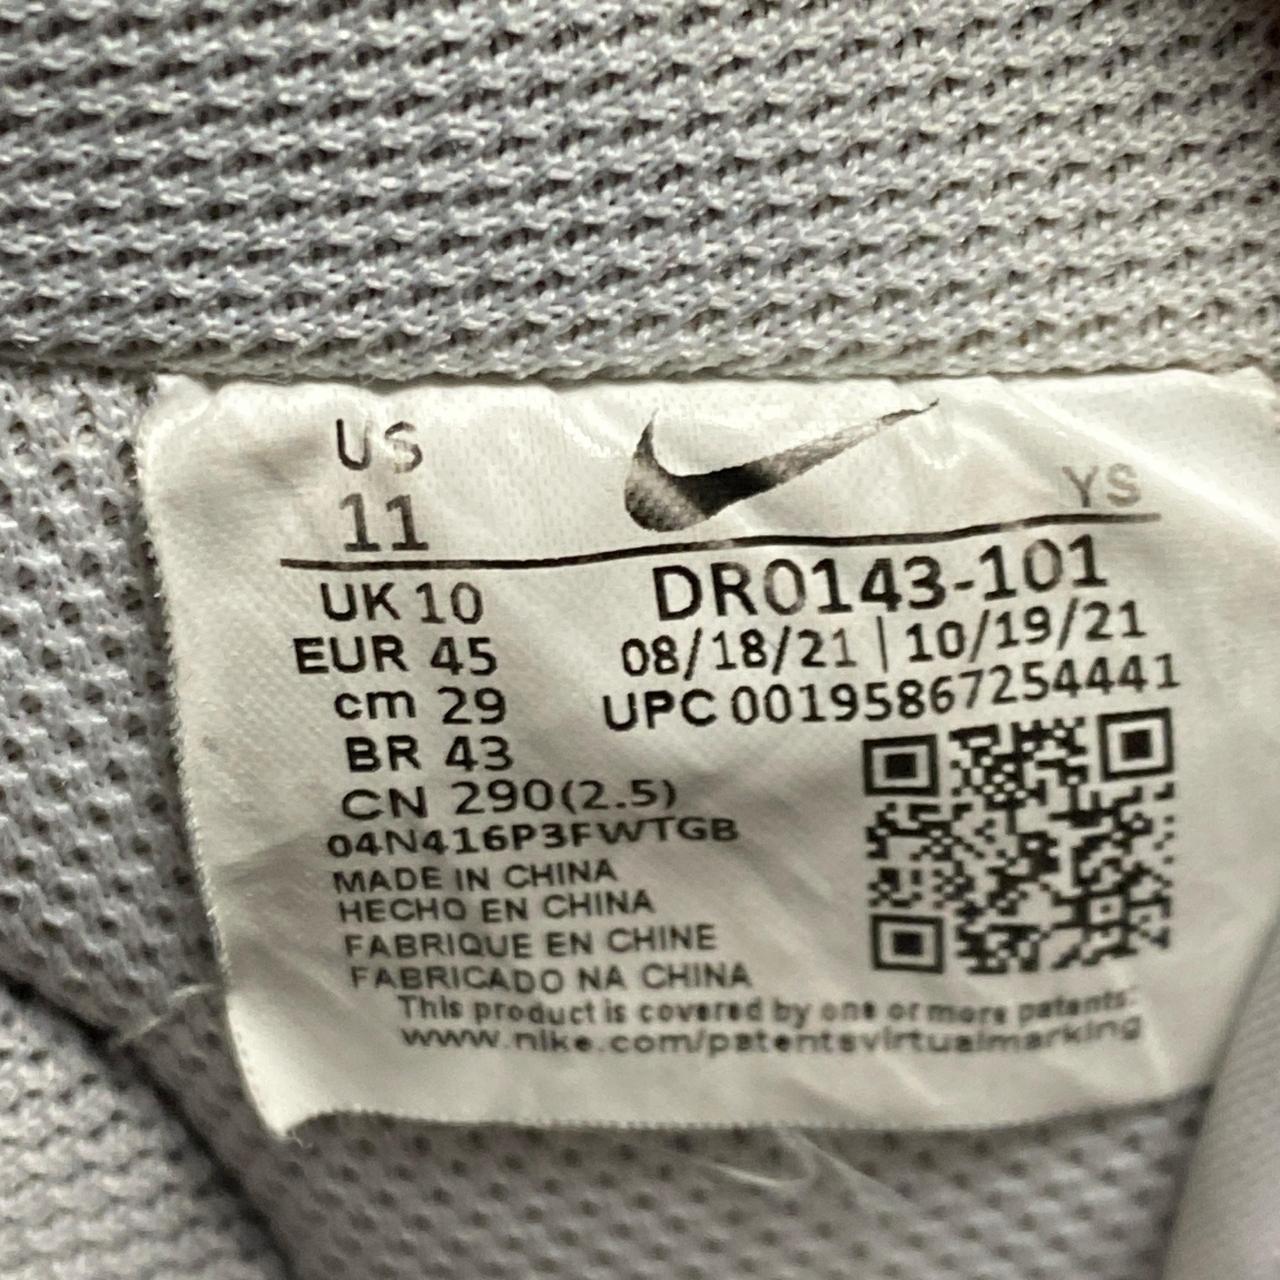 US
11
YS
UK 10
EUR 45
cm 29
BR 43
CN 290(2.5)
DR0143-101
08/18/21 | 10/19/21
UPC 00195867254441
04N416P3FWTGB
MADE IN CHINA
HECHO EN CHINA
FABRIQUE EN CHINE
FABRICADO NA CHINA
This product is covered by one or more patents:
www.nike.com/patentsvirtualmarking